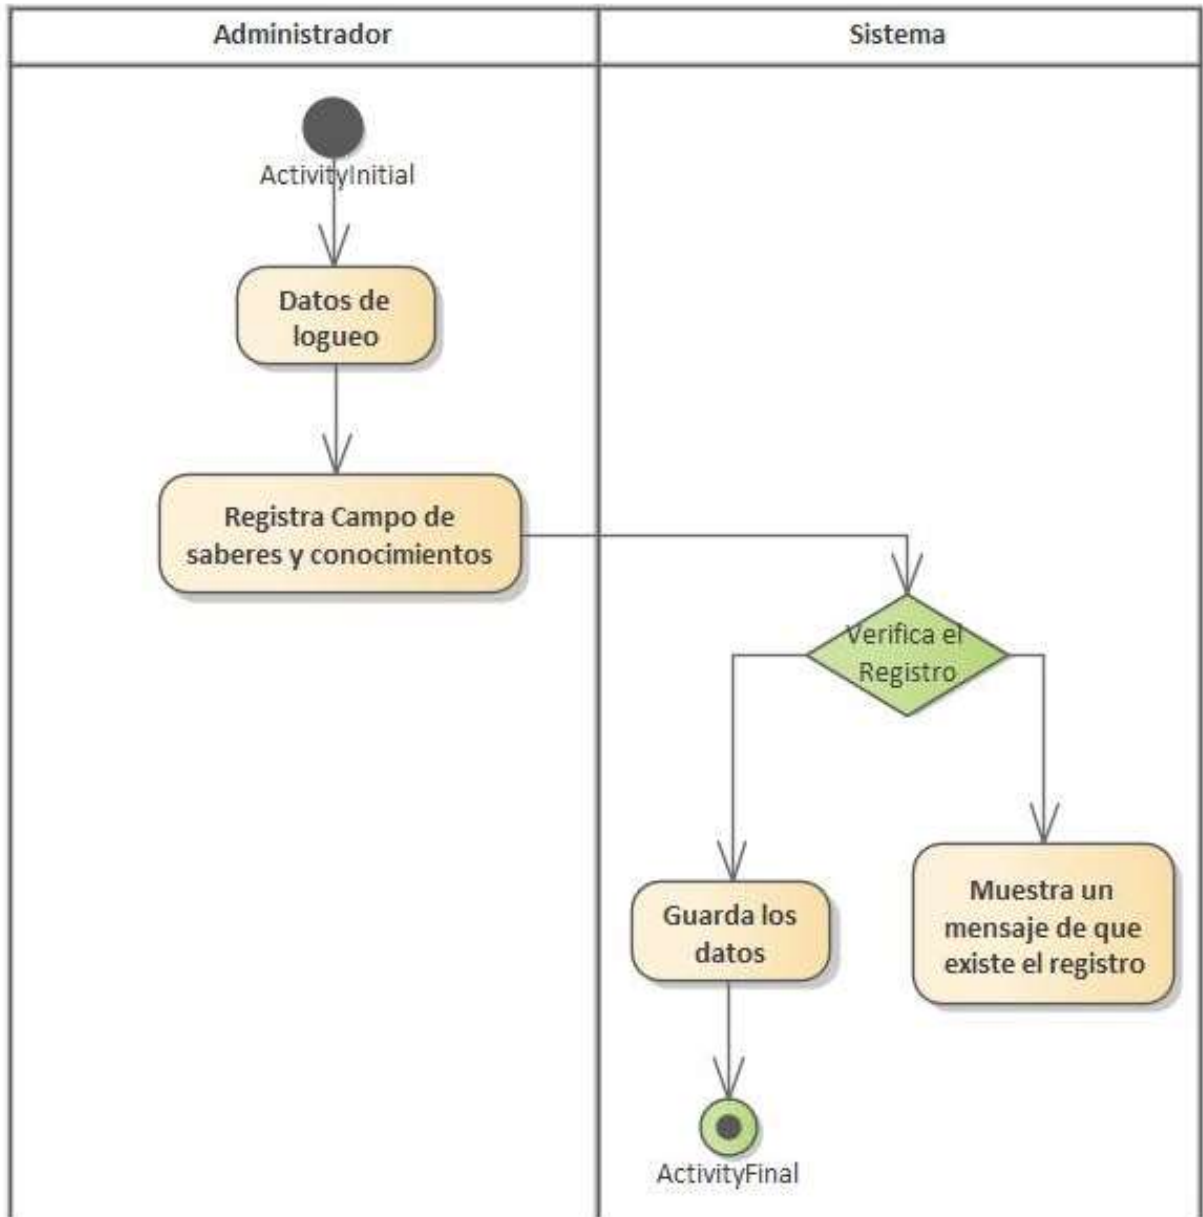 Administrador
Sistema
ActivityInitial
Datos de
logueo
Registra Campo de
saberes y conocimientos
Verifica el
Registro
Guarda los
datos
Muestra un
mensaje de que
existe el registro
ActivityFinal